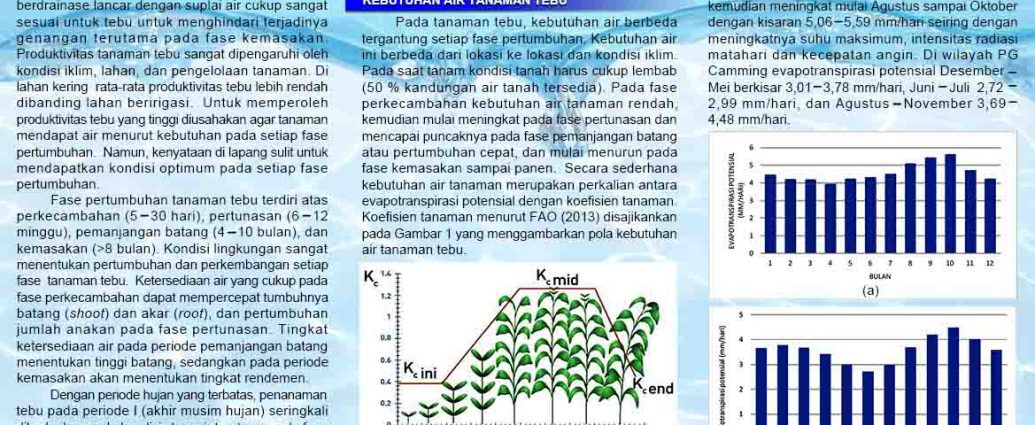 berdrainase lancar dengan suplai air cukup sangat
sesuai untuk tebu untuk menghindari terjadinya
genangan terutama pada fase kemasakan.
Produktivitas tanaman tebu sangat dipengaruhi oleh
kondisi iklim, lahan, dan pengelolaan tanaman. Di
lahan kering rata-rata produktivitas tebu lebih rendah
dibanding lahan beririgasi. Untuk memperoleh
produktivitas tebu yang tinggi diusahakan agar tanaman
mendapat air menurut kebutuhan pada setiap fase
pertumbuhan. Namun, kenyataan di lapang sulit untuk
mendapatkan kondisi optimum pada setiap fase
pertumbuhan.
Fase pertumbuhan tanaman tebu terdiri atas
perkecambahan (5–30 hari), pertunasan (6–12
minggu), pemanjangan batang (4–10 bulan), dan
kemasakan (>8 bulan). Kondisi lingkungan sangat
menentukan pertumbuhan dan perkembangan setiap
fase tanaman tebu. Ketersediaan air yang cukup pada
fase perkecambahan dapat mempercepat tumbuhnya
batang (shoot) dan akar (root), dan pertumbuhan
jumlah anakan pada fase pertunasan. Tingkat
ketersediaan air pada periode pemanjangan batang
menentukan tinggi batang, sedangkan pada periode
kemasakan akan menentukan tingkat rendemen.
Dengan periode hujan yang terbatas, penanaman
tebu pada periode I (akhir musim hujan) seringkali
KEBUTUHAN AIR TANAMAN TEBU
Pada tanaman tebu, kebutuhan air berbeda
tergantung setiap fase pertumbuhan. Kebutuhan air
ini berbeda dari lokasi ke lokasi dan kondisi iklim.
Pada saat tanam kondisi tanah harus cukup lembab
(50 % kandungan air tanah tersedia). Pada fase
perkecambahan kebutuhan air tanaman rendah,
kemudian mulai meningkat pada fase pertunasan dan
mencapai puncaknya pada fase pemanjangan batang
atau pertumbuhan cepat, dan mulai menurun pada
fase kemasakan sampai panen. Secara sederhana
kebutuhan air tanaman merupakan perkalian antara
evapotranspirasi potensial dengan koefisien tanaman.
Koefisien tanaman menurut FAO (2013) disajikankan
pada Gambar 1 yang menggambarkan pola kebutuhan
air tanaman tebu.
Kc 1.4
1.2
1
0.8
0.6
0.4
0.2
0
Kc ini
Kc mid
Kc end
kemudian meningkat mulai Agustus sampai Oktober
dengan kisaran 5,06–5,59 mm/hari seiring dengan
meningkatnya suhu maksimum, intensitas radiasi
matahari dan kecepatan angin. Di wilayah PG
Camming evapotranspirasi potensial Desember –
Mei berkisar 3,01–3,78 mm/hari, Juni – Juli 2,72 –
2,99 mm/hari, dan Agustus – November 3,69 –
4,48 mm/hari.
EVAPOTRANSPIRASI POTENSIAL
(MM/HARI)
6
5
4
3
2
1
0
1 2 3 4 5 6 7 8 9 10 11 12
BULAN
(a)
potranspirasi potensial (mm/hari)
5
4
3
2
1